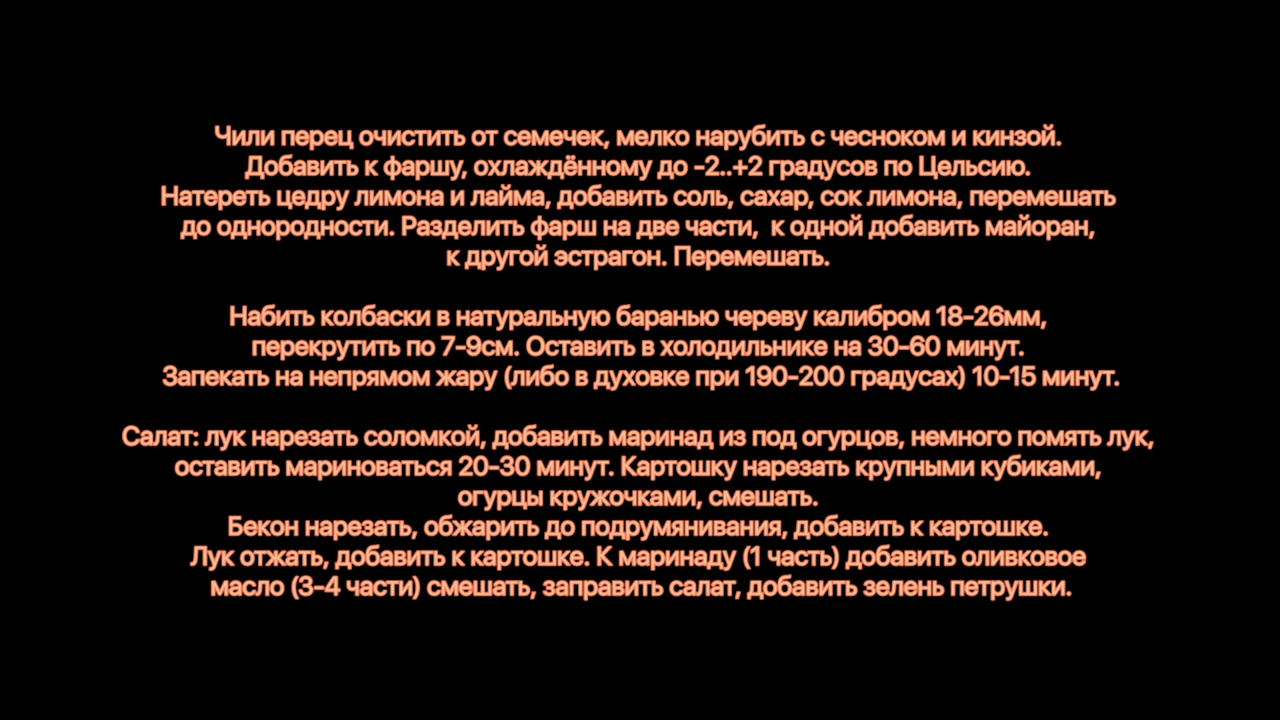 Чили перец очистить от семечек, мелко нарубить с чесноком и кинзой.
Добавить к фаршу, охлаждённому до -2..+2 градусов по Цельсию.
Натереть цедру лимона и лайма, добавить соль, сахар, сок лимона, перемешать
до однородности. Разделить фарш на две части,  к одной добавить майоран,
к другой эстрагон. Перемешать.
Набить колбаски в натуральную баранью череву калибром 18-26мм,
перекрутить по 7-9см. Оставить в холодильнике на 30-60 минут.
Запекать на непрямом жару (либо в духовке при 190-200 градусах) 10-15 минут.
Салат: лук нарезать соломкой, добавить маринад из под огурцов, немного помять лук,
оставить мариноваться 20-30 минут. Картошку нарезать крупными кубиками,
огурцы кружочками, смешать.
Бекон нарезать, обжарить до подрумянивания, добавить к картошке.
Лук отжать, добавить к картошке. К маринаду (1 часть) добавить оливковое
масло (3-4 части) смешать, заправить салат, добавить зелень петрушки.